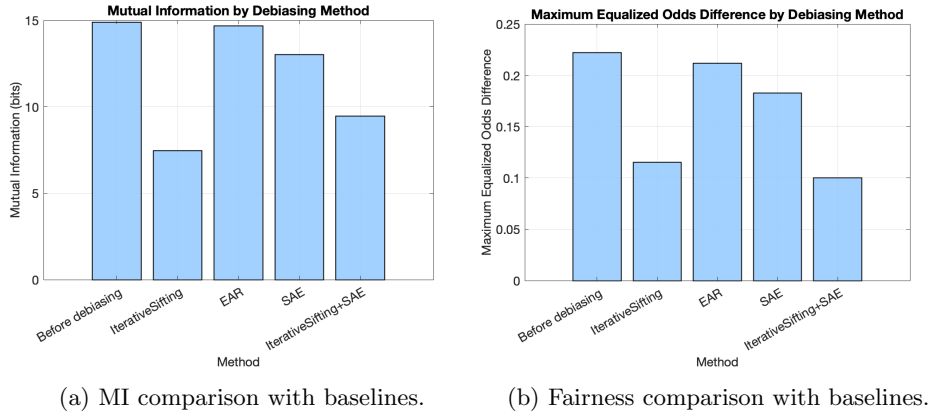 Mutual Information by Debiasing Method
15
10
5
0
Mutual Information (bits)
Before debiasing
IterativeSifting
EAR
SAE
IterativeSifting+SAE
Method
(a) MI comparison with baselines.
Maximum Equalized Odds Difference by Debiasing Method
0.25
0.2
0.15
0.1
0.05
0
Maximum Equalized Odds Difference
Before debiasing
IterativeSifting
EAR
SAE
IterativeSifting+SAE
Method
(b) Fairness comparison with baselines.